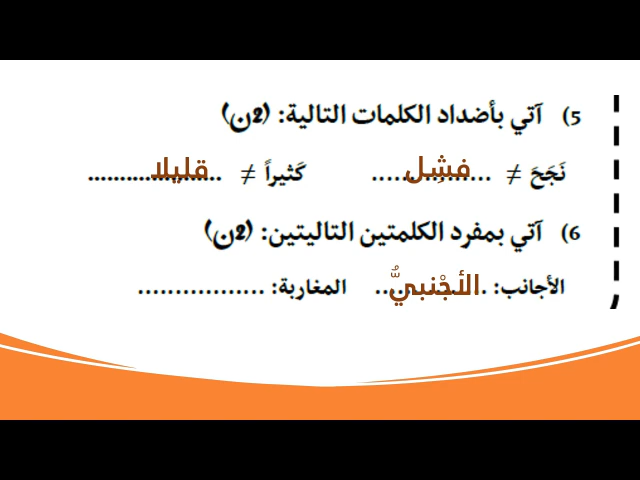 5) آتي بأضداد الكلمات التالية: (2ن)
نَجَحَ ≠ فشِل كَثيراً ≠ قليلا
6) آتي بمفرد الكلمتين التاليتين: (2ن)
الأجانب: الأجْنبيُّ المغاربة: .................